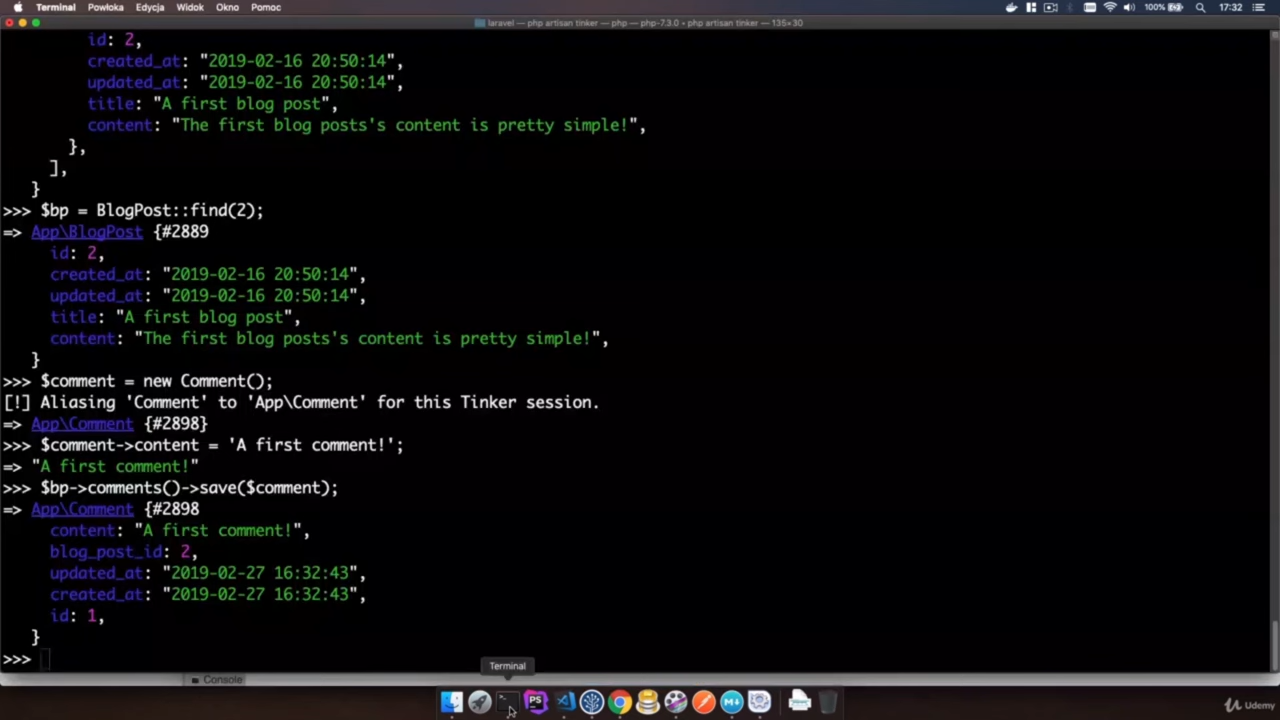 Terminal Powłoka Edycja Widok Okno Pomoc 100% 17:32
laravel — php artisan tinker — php — php-7.3.0 • php artisan tinker — 135×30
id: 2,
created_at: "2019-02-16 20:50:14",
updated_at: "2019-02-16 20:50:14",
title: "A first blog post",
content: "The first blog posts's content is pretty simple!",
},
],
}
>>> $bp = BlogPost::find(2);
=> App\BlogPost {#2889
id: 2,
created_at: "2019-02-16 20:50:14",
updated_at: "2019-02-16 20:50:14",
title: "A first blog post",
content: "The first blog posts's content is pretty simple!",
}
>>> $comment = new Comment();
[!] Aliasing 'Comment' to 'App\Comment' for this Tinker session.
=> App\Comment {#2898}
>>> $comment->content = 'A first comment!';
=> "A first comment!"
>>> $bp->comments()->save($comment);
=> App\Comment {#2898
content: "A first comment!",
blog_post_id: 2,
updated_at: "2019-02-27 16:32:43",
created_at: "2019-02-27 16:32:43",
id: 1,
}
>>>
Terminal
Console
PS
M+
Udemy